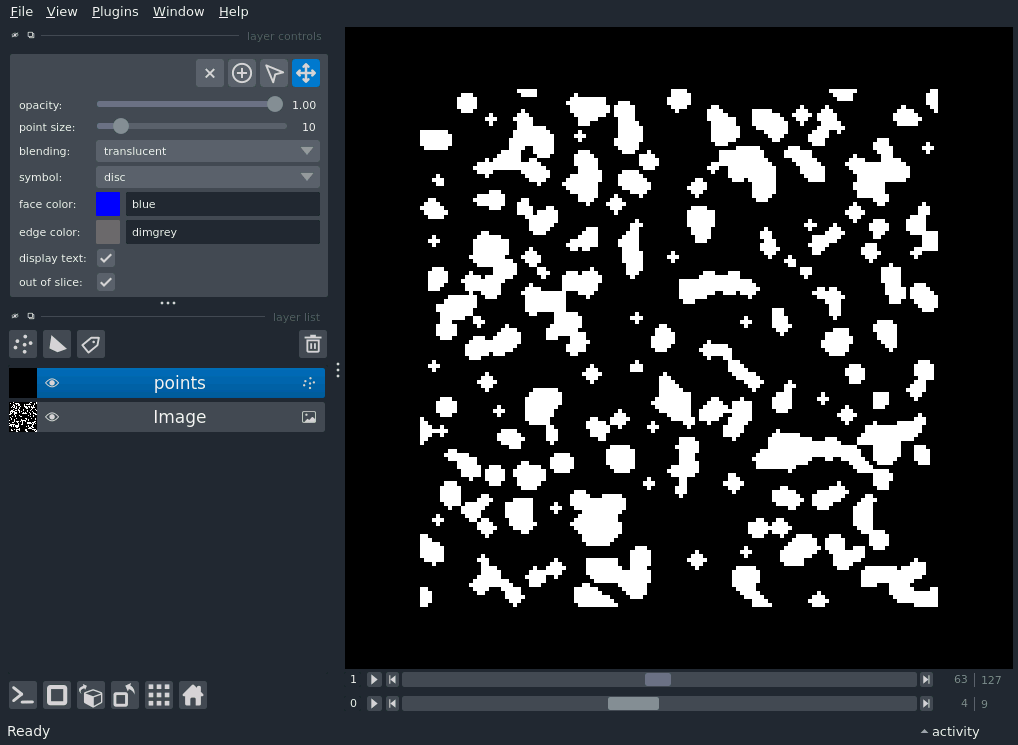 File View Plugins Window Help
layer controls
opacity: 1.00
point size: 10
blending: translucent
symbol: disc
face color: blue
edge color: dimgrey
display text:
out of slice:
layer list
points
Image
1 63 127
0 4 9
Ready activity